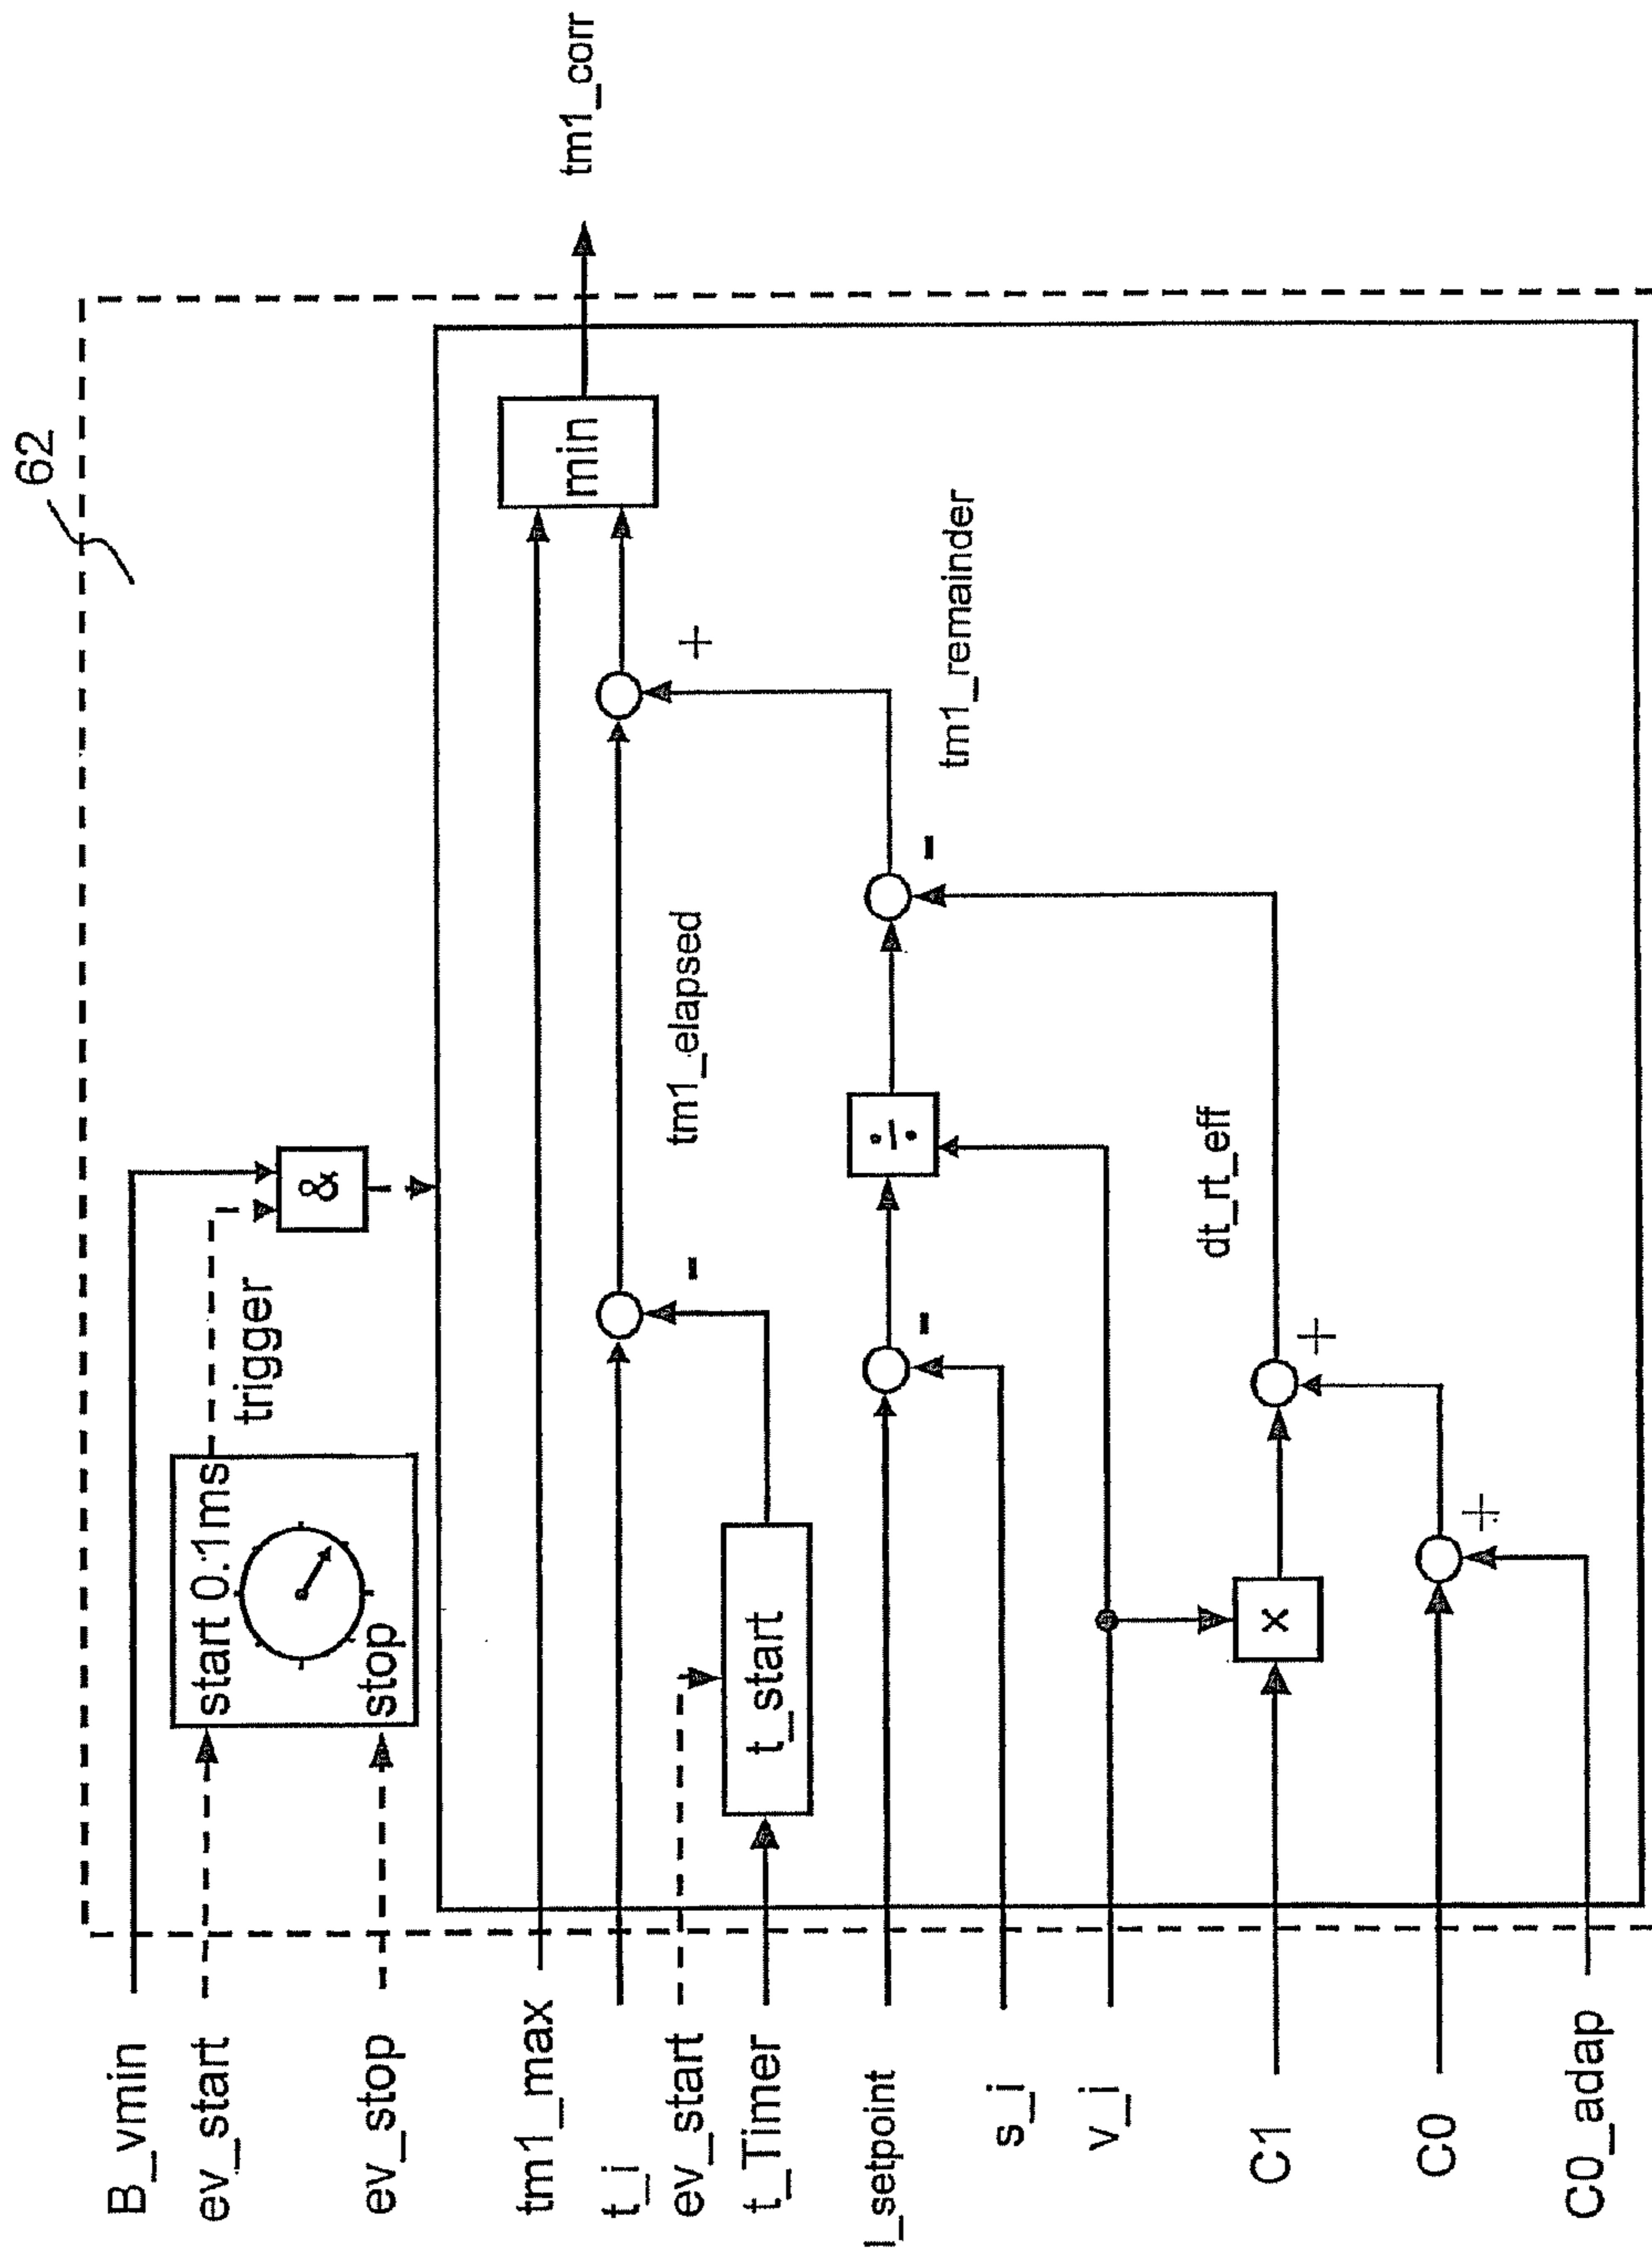 62
B_vmin
ev_start
ev_stop
start 0.1ms
stop
trigger
&
tm1_max
t_i
ev_start
t_Timer
t_start
-
tm1_elapsed
+
min
tm1_corr
l_setpoint
s_i
v_i
-
÷
-
tm1_remainder
C1
x
+
dt_rt_eff
C0
C0_adap
+